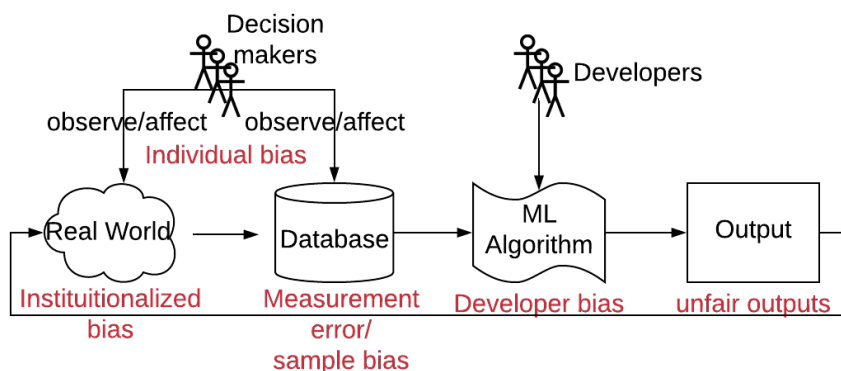 Decision
makers
Developers
observe/affect
observe/affect
Individual bias
Real World
Database
ML
Algorithm
Output
Instituitionalized
bias
Measurement
error/
sample bias
Developer bias
unfair outputs